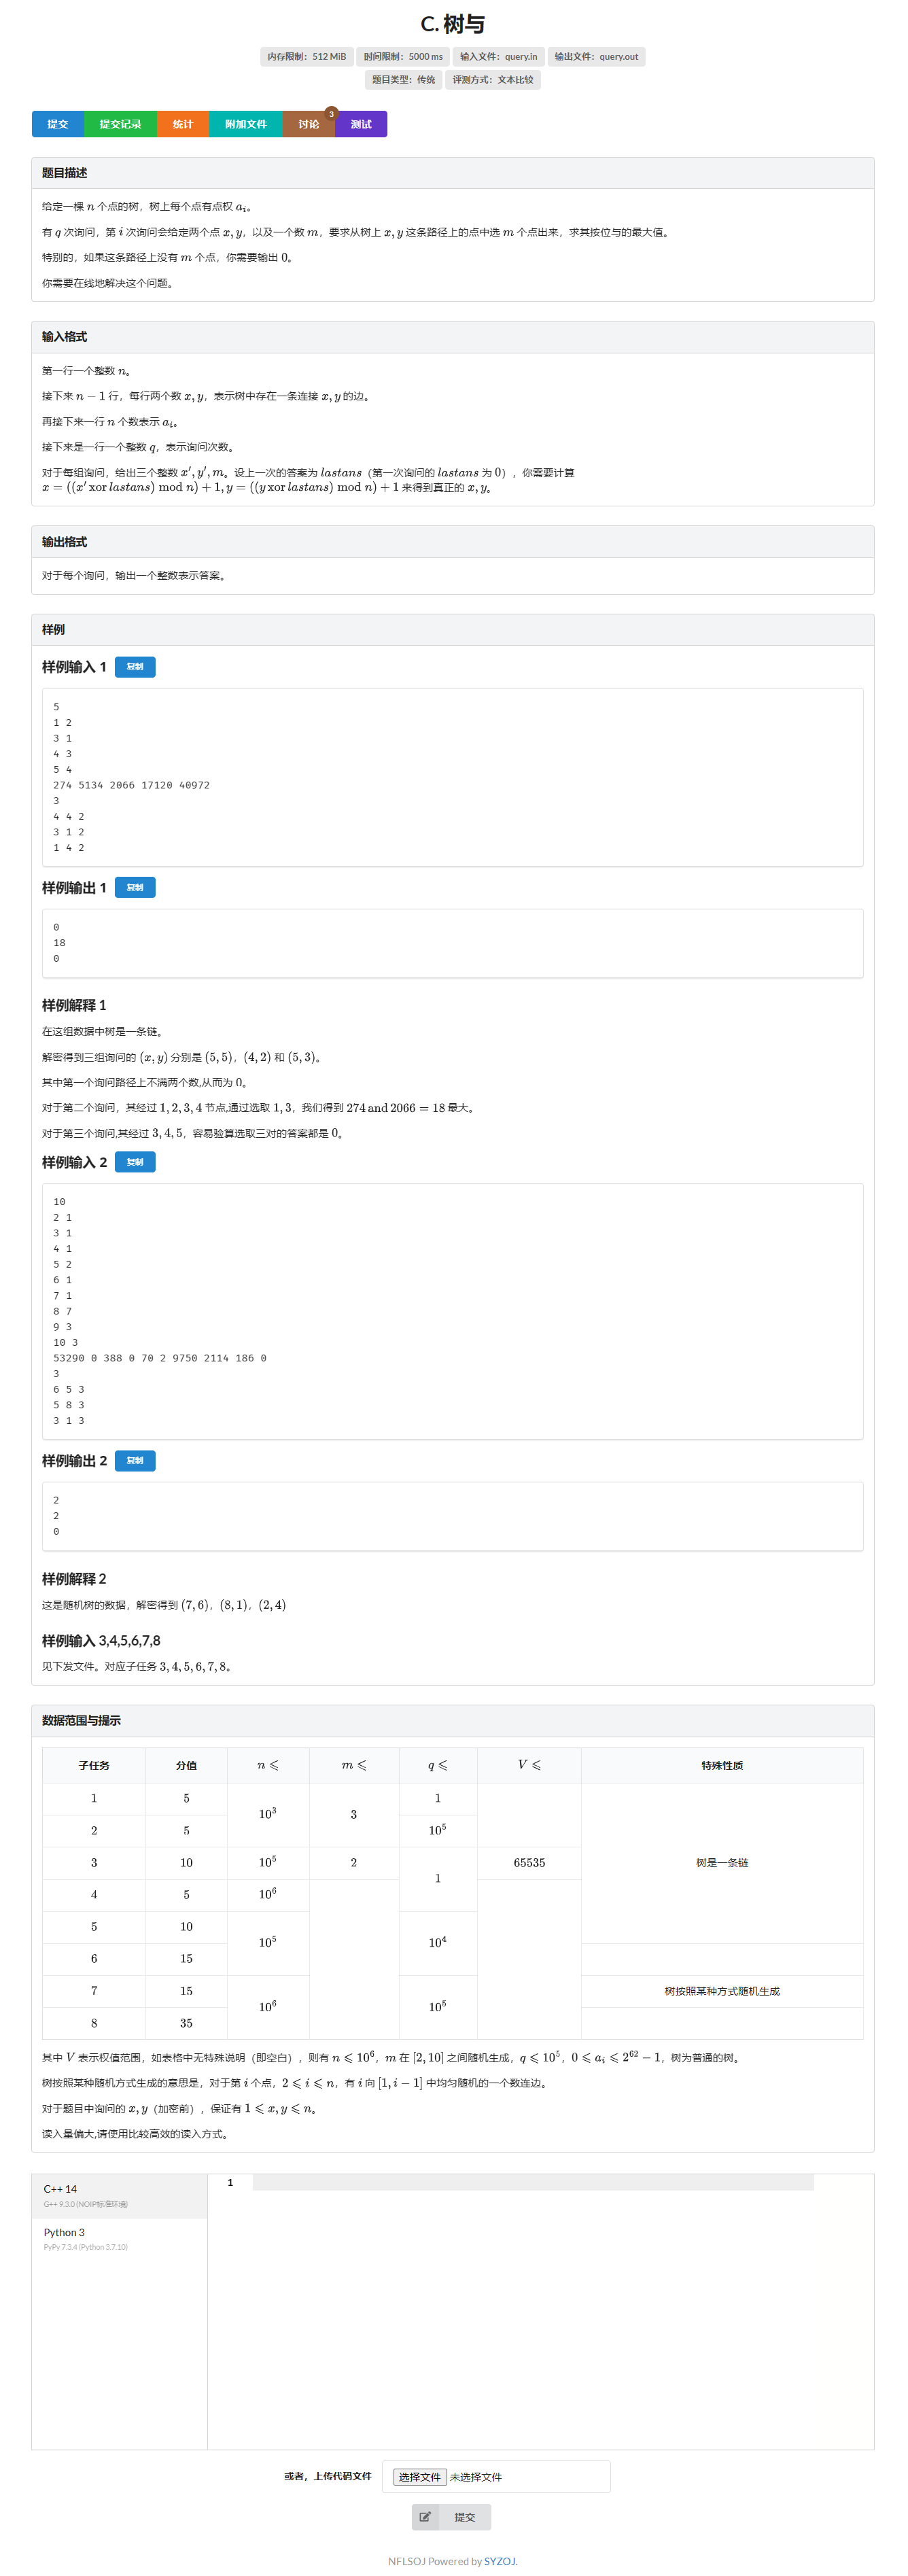 C. 树与
内存限制：512 MiB 时间限制：5000 ms 输入文件：query.in 输出文件：query.out
题目类型：传统 评测方式：文本比较
提交 提交记录 统计 附加文件 讨论 3 测试
题目描述
给定一棵 n 个点的树，树上每个点有点权 a_i。
有 q 次询问，第 i 次询问会给定两个点 x, y，以及一个数 m，要求从树上 x, y 这条路径上的点中选 m 个点出来，求其按位与的最大值。
特别的，如果这条路径上没有 m 个点，你需要输出 0。
你需要在线地解决这个问题。
输入格式
第一行一个整数 n。
接下来 n − 1 行，每行两个数 x, y，表示树中存在一条连接 x, y 的边。
再接下来一行 n 个数表示 a_i。
接下来是一行一个整数 q，表示询问次数。
对于每组询问，给出三个整数 x′, y′, m。设上一次的答案为 lastans（第一次询问的 lastans 为 0），你需要计算
x = ((x′ xor lastans) mod n) + 1, y = ((y xor lastans) mod n) + 1 来得到真正的 x, y。
输出格式
对于每个询问，输出一个整数表示答案。
样例
样例输入 1 复制
5
1 2
3 1
4 3
5 4
274 5134 2066 17120 40972
3
4 4 2
3 1 2
1 4 2
样例输出 1 复制
0
18
0
样例解释 1
在这组数据中树是一条链。
解密得到三组询问的 (x, y) 分别是 (5, 5)，(4, 2) 和 (5, 3)。
其中第一个询问路径上不满两个数,从而为 0。
对于第二个询问，其经过 1, 2, 3, 4 节点,通过选取 1, 3，我们得到 274 and 2066 = 18 最大。
对于第三个询问,其经过 3, 4, 5，容易验算选取三对的答案都是 0。
样例输入 2 复制
10
2 1
3 1
4 1
5 2
6 1
7 1
8 7
9 3
10 3
53290 0 388 0 70 2 9750 2114 186 0
3
6 5 3
5 8 3
3 1 3
样例输出 2 复制
2
2
0
样例解释 2
这是随机树的数据，解密得到 (7, 6)，(8, 1)，(2, 4)
样例输入 3,4,5,6,7,8
见下发文件。对应子任务 3, 4, 5, 6, 7, 8。
数据范围与提示
子任务 分值 n ⩽ m ⩽ q ⩽ V ⩽ 特殊性质
1 5 10^3 3 1
2 5 10^5
3 10 10^5 2 1 65535 树是一条链
4 5 10^6
5 10 10^5 10^4
6 15
7 15 10^6 10^5 树按照某种方式随机生成
8 35
其中 V 表示权值范围，如表格中无特殊说明（即空白），则有 n ⩽ 10^6，m 在 [2, 10] 之间随机生成，q ⩽ 10^5，0 ⩽ a_i ⩽ 2^62 − 1，树为普通的树。
树按照某种随机方式生成的意思是，对于第 i 个点，2 ⩽ i ⩽ n，有 i 向 [1, i − 1] 中均匀随机的一个数连边。
对于题目中询问的 x, y（加密前），保证有 1 ⩽ x, y ⩽ n。
读入量偏大,请使用比较高效的读入方式。
C++ 14
G++ 9.3.0 (NOIP标准环境)
Python 3
PyPy 7.3.4 (Python 3.7.10)
1
或者，上传代码文件 选择文件 未选择文件
提交
NFLSOJ Powered by SYZOJ.